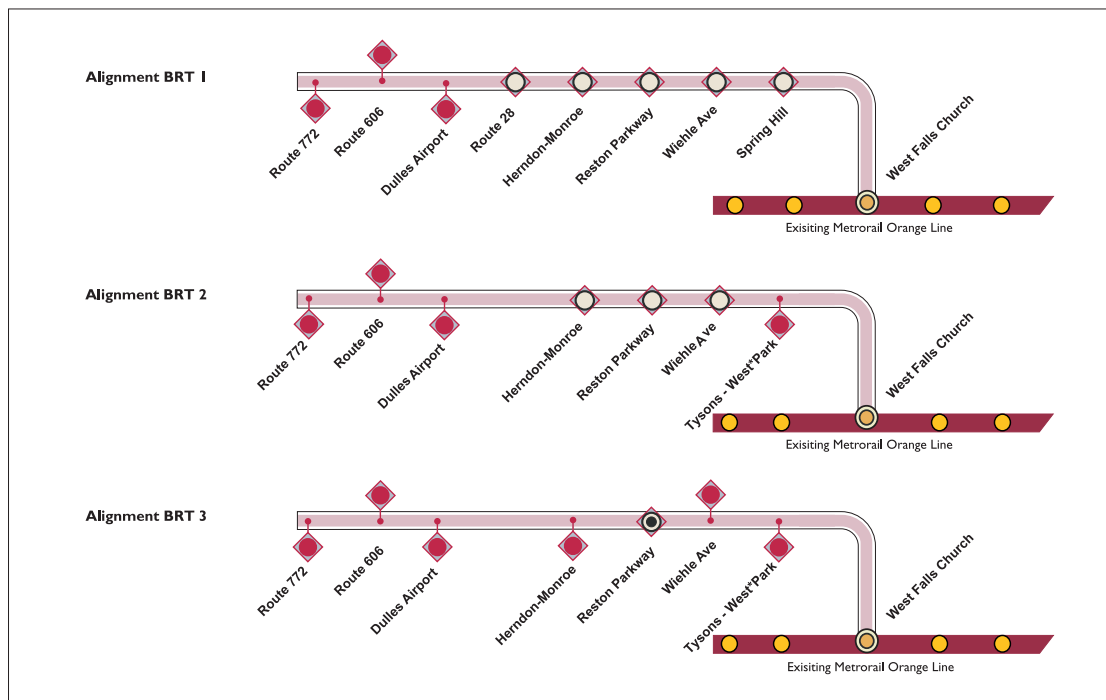 Alignment BRT 1
Route 772
Route 606
Dulles Airport
Route 28
Herndon-Monroe
Reston Parkway
Wiehle Ave
Spring Hill
West Falls Church
Exisiting Metrorail Orange Line
Alignment BRT 2
Route 772
Route 606
Dulles Airport
Herndon-Monroe
Reston Parkway
Wiehle Ave
Tysons - West*Park
West Falls Church
Exisiting Metrorail Orange Line
Alignment BRT 3
Route 772
Route 606
Dulles Airport
Herndon-Monroe
Reston Parkway
Wiehle Ave
Tysons - West*Park
West Falls Church
Exisiting Metrorail Orange Line